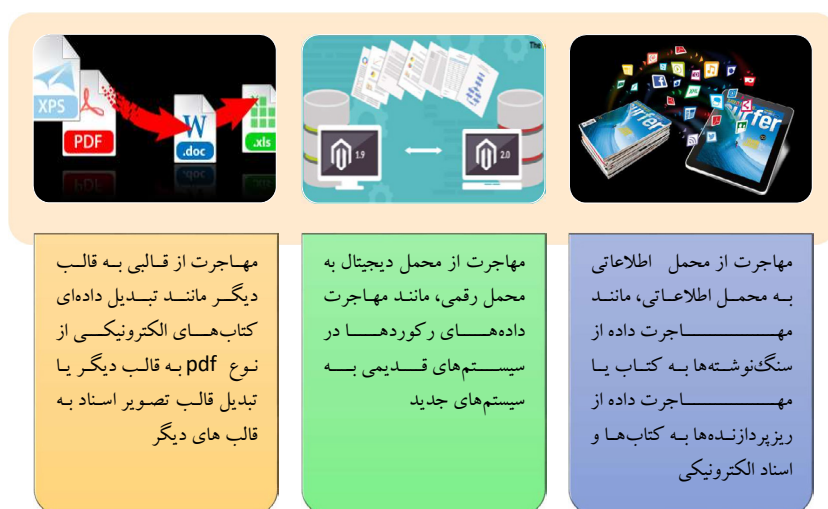 The
urfer
urfer
1.9
2.0
XPS
PDF
W
.doc
.xls
مهاجرت از محمل اطلاعاتی
به محمل اطلاعاتی، مانند
مهاجرت داده از
سنگ‌نوشته‌ها به کتاب یا
مهاجرت داده از
ریزپردازنده‌ها به کتاب‌ها و
اسناد الکترونیکی
مهاجرت از محمل دیجیتال به
محمل رقمی، مانند مهاجرت
داده‌های رکوردها در
سیستم‌های قدیمی به
سیستم‌های جدید
مهاجرت از قالبی به قالب
دیگر مانند تبدیل داده‌ای
کتاب‌های الکترونیکی از
نوع pdf به قالب دیگر یا
تبدیل قالب تصویر اسناد به
قالب های دیگر